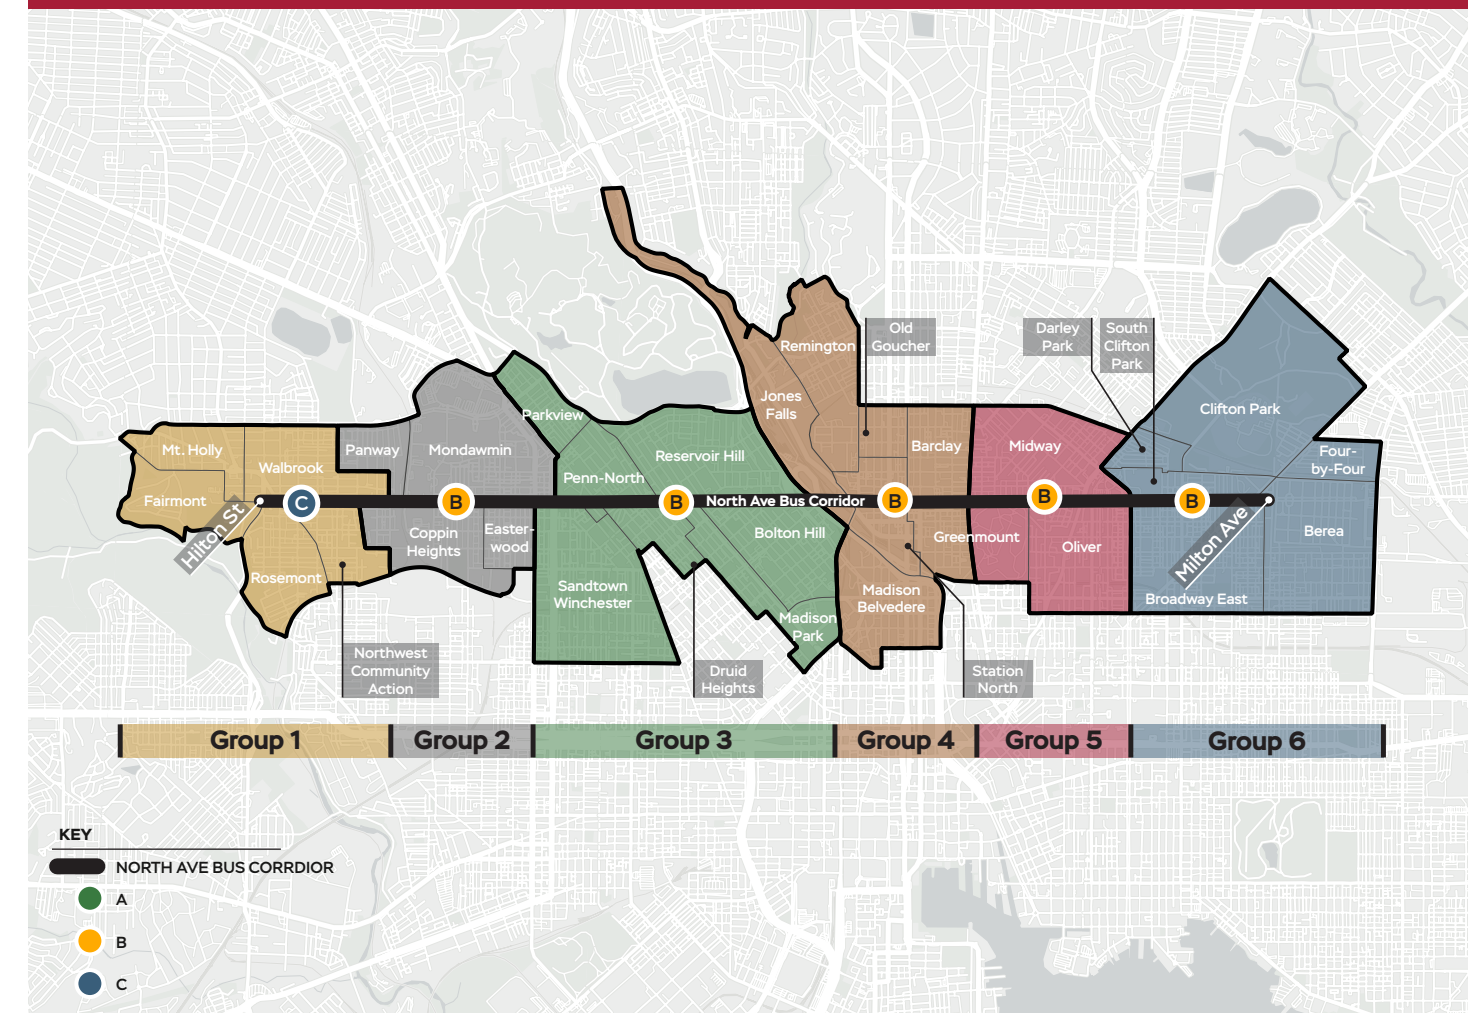 Old
Goucher
Darley
Park
South
Clifton
Park
Remington
Jones
Falls
Clifton Park
Parkview
Mt. Holly
Panway
Mondawmin
Reservoir Hill
Barclay
Midway
Four-
by-Four
Walbrook
Penn-North
Fairmont
C
B
B
North Ave Bus Corridor
B
B
B
Hilton St
Milton Ave
Coppin
Heights
Easter-
wood
Bolton Hill
Greenmount
Oliver
Berea
Rosemont
Sandtown
Winchester
Madison
Belvedere
Broadway East
Madison
Park
Northwest
Community
Action
Druid
Heights
Station
North
Group 1
Group 2
Group 3
Group 4
Group 5
Group 6
KEY
NORTH AVE BUS CORRDIOR
A
B
C